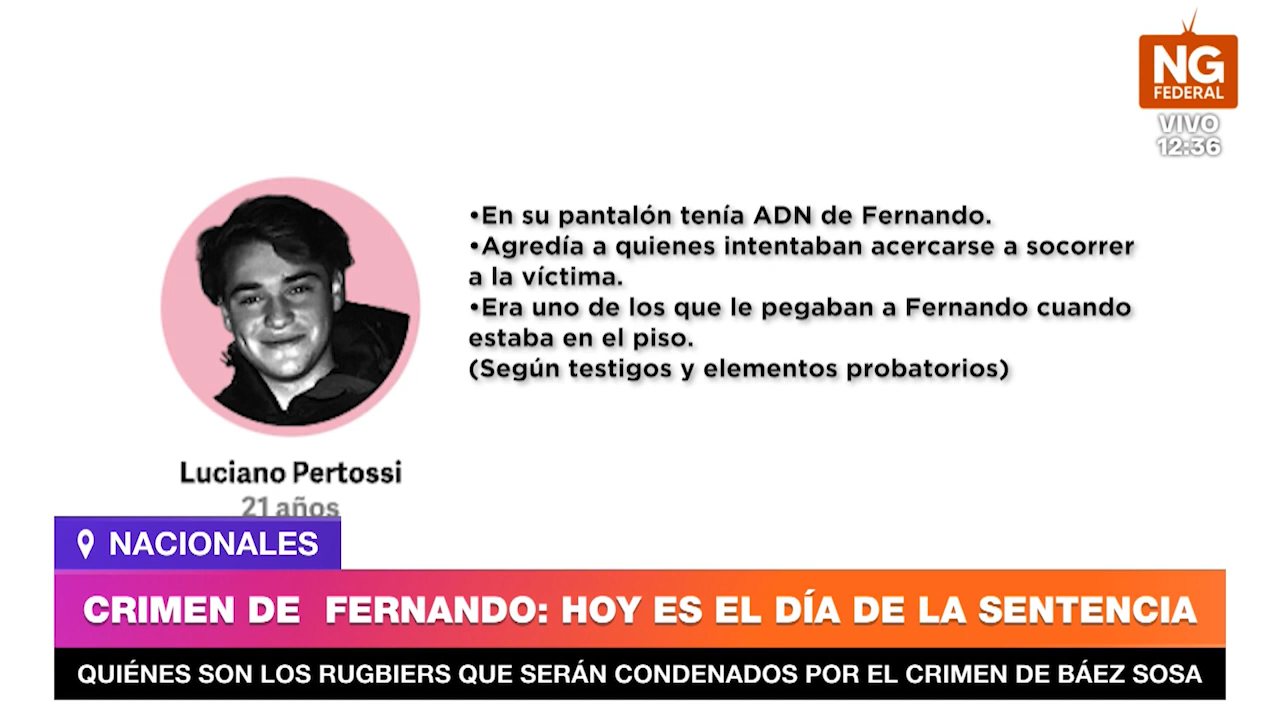 NG
FEDERAL
VIVO
12:36
•En su pantalón tenía ADN de Fernando.
•Agredía a quienes intentaban acercarse a socorrer
a la víctima.
•Era uno de los que le pegaban a Fernando cuando
estaba en el piso.
(Según testigos y elementos probatorios)
Luciano Pertossi
21 años
NACIONALES
CRIMEN DE FERNANDO: HOY ES EL DÍA DE LA SENTENCIA
QUIÉNES SON LOS RUGBIERS QUE SERÁN CONDENADOS POR EL CRIMEN DE BÁEZ SOSA